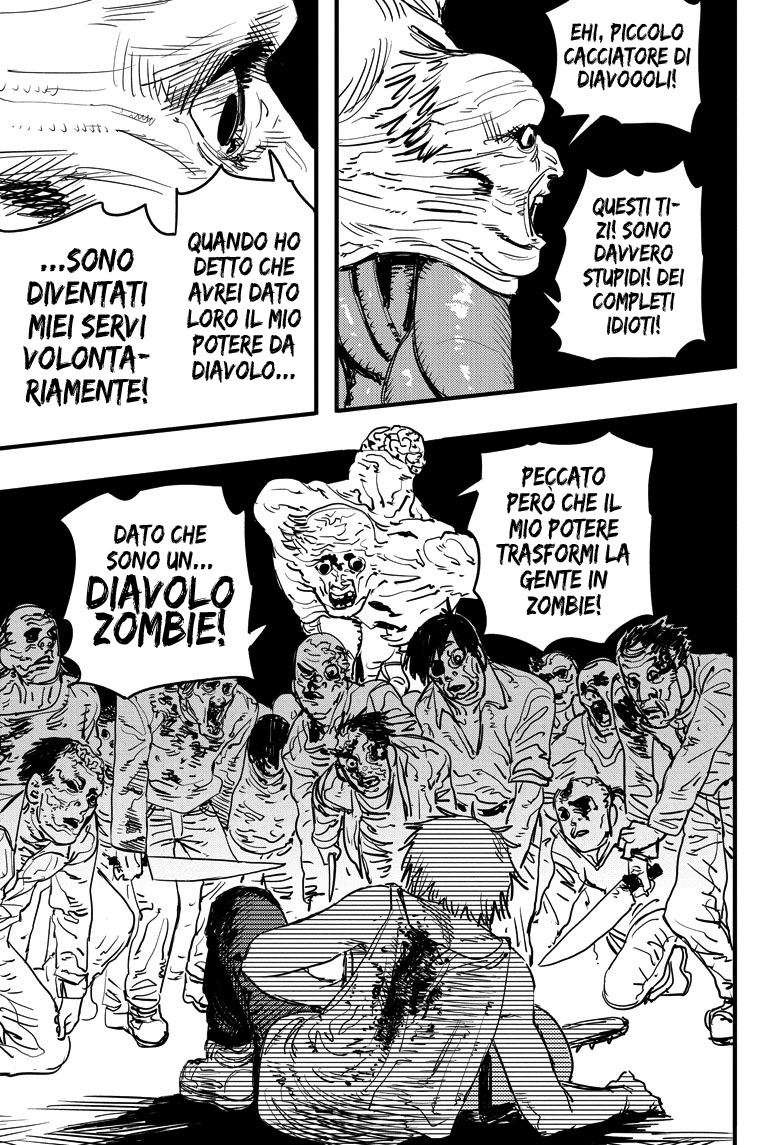 EHI, PICCOLO
CACCIATORE DI
DIAVOOOLI!
QUESTI TI-
ZI! SONO
DAVVERO
STUPIDI! DEI
COMPLETI
IDIOTI!
QUANDO HO
DETTO CHE
AVREI DATO
LORO IL MIO
POTERE DA
DIAVOLO...
...SONO
DIVENTATI
MIEI SERVI
VOLONTA-
RIAMENTE!
PECCATO
PERÒ CHE IL
MIO POTERE
TRASFORMI LA
GENTE IN
ZOMBIE!
DATO CHE
SONO UN...
DIAVOLO
ZOMBIE!